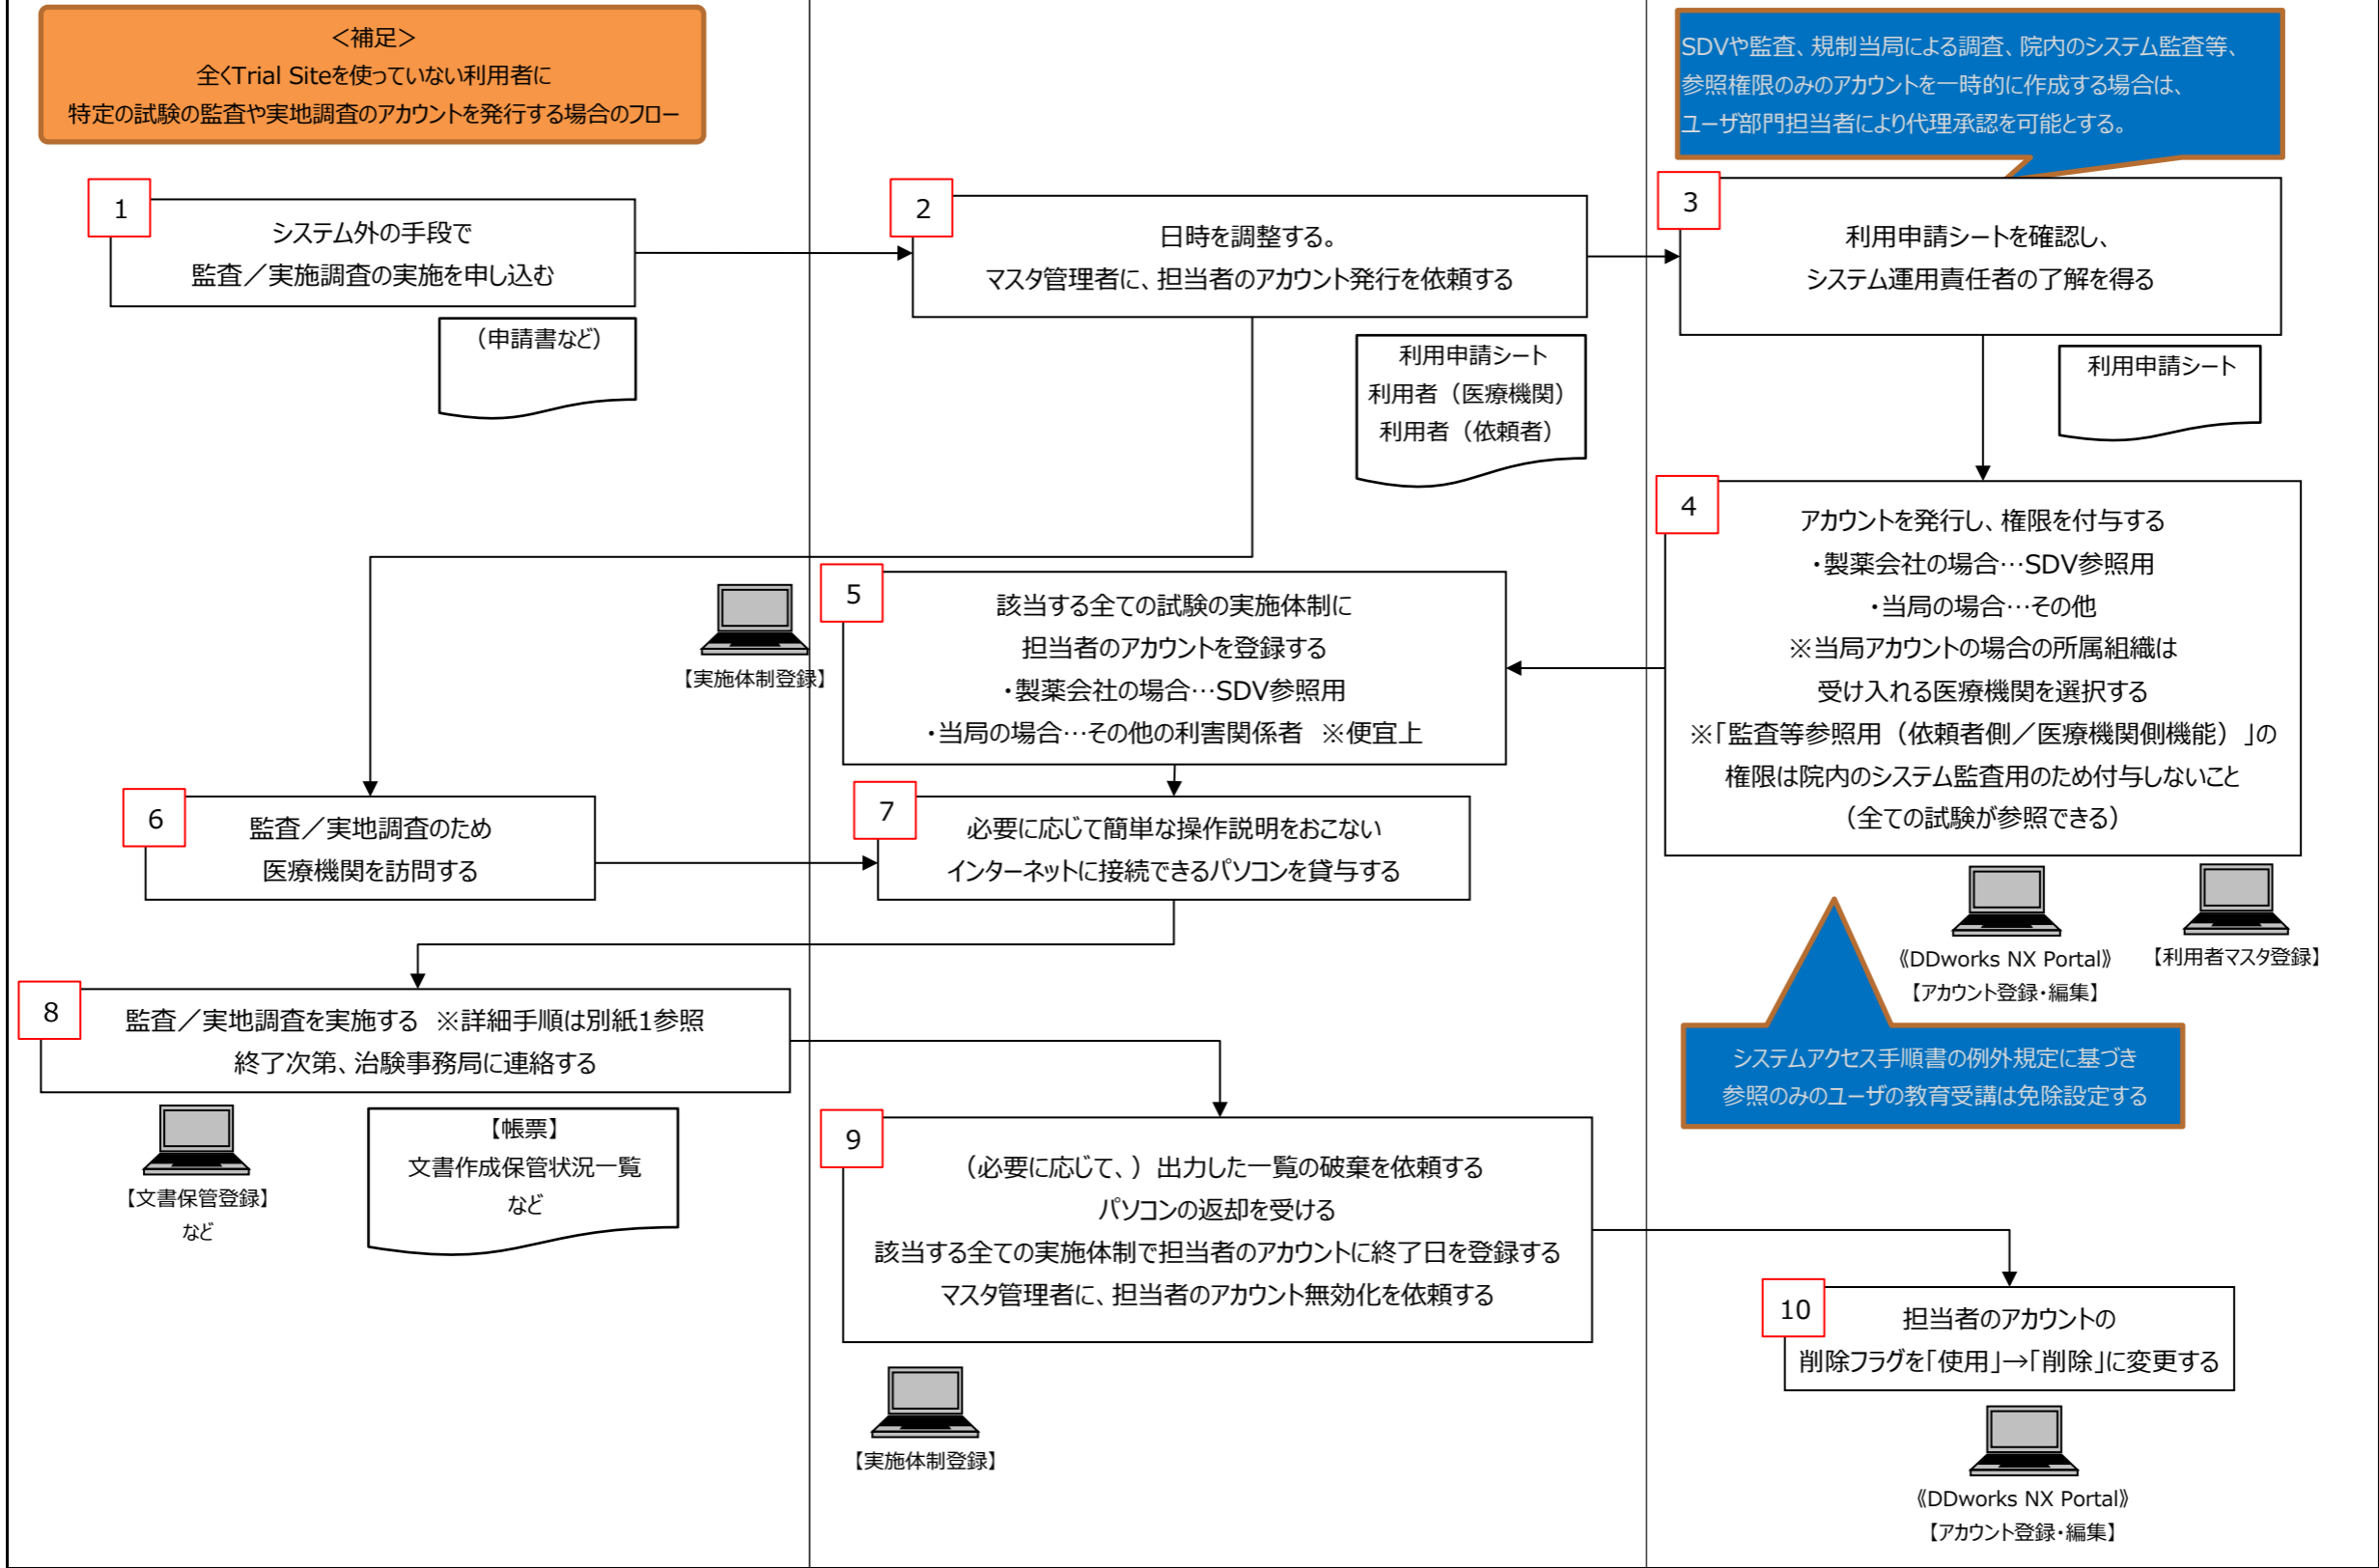 <補足>
全くTrial Siteを使っていない利用者に
特定の試験の監査や実地調査のアカウントを発行する場合のフロー
SDVや監査、規制当局による調査、院内のシステム監査等、
参照権限のみのアカウントを一時的に作成する場合は、
ユーザ部門担当者により代理承認を可能とする。
1
システム外の手段で
監査／実施調査の実施を申し込む
（申請書など）
2
日時を調整する。
マスタ管理者に、担当者のアカウント発行を依頼する
利用申請シート
利用者（医療機関）
利用者（依頼者）
3
利用申請シートを確認し、
システム運用責任者の了解を得る
利用申請シート
4
アカウントを発行し、権限を付与する
・製薬会社の場合…SDV参照用
・当局の場合…その他
※当局アカウントの場合の所属組織は
受け入れる医療機関を選択する
※「監査等参照用（依頼者側／医療機関側機能）」の
権限は院内のシステム監査用のため付与しないこと
（全ての試験が参照できる）
《DDworks NX Portal》
【アカウント登録・編集】
【利用者マスタ登録】
システムアクセス手順書の例外規定に基づき
参照のみのユーザの教育受講は免除設定する
5
該当する全ての試験の実施体制に
担当者のアカウントを登録する
・製薬会社の場合…SDV参照用
・当局の場合…その他の利害関係者　※便宜上
【実施体制登録】
6
監査／実地調査のため
医療機関を訪問する
7
必要に応じて簡単な操作説明をおこない
インターネットに接続できるパソコンを貸与する
8
監査／実地調査を実施する　※詳細手順は別紙1参照
終了次第、治験事務局に連絡する
【文書保管登録】
など
【帳票】
文書作成保管状況一覧
など
9
（必要に応じて、）出力した一覧の破棄を依頼する
パソコンの返却を受ける
該当する全ての実施体制で担当者のアカウントに終了日を登録する
マスタ管理者に、担当者のアカウント無効化を依頼する
【実施体制登録】
10
担当者のアカウントの
削除フラグを「使用」→「削除」に変更する
《DDworks NX Portal》
【アカウント登録・編集】